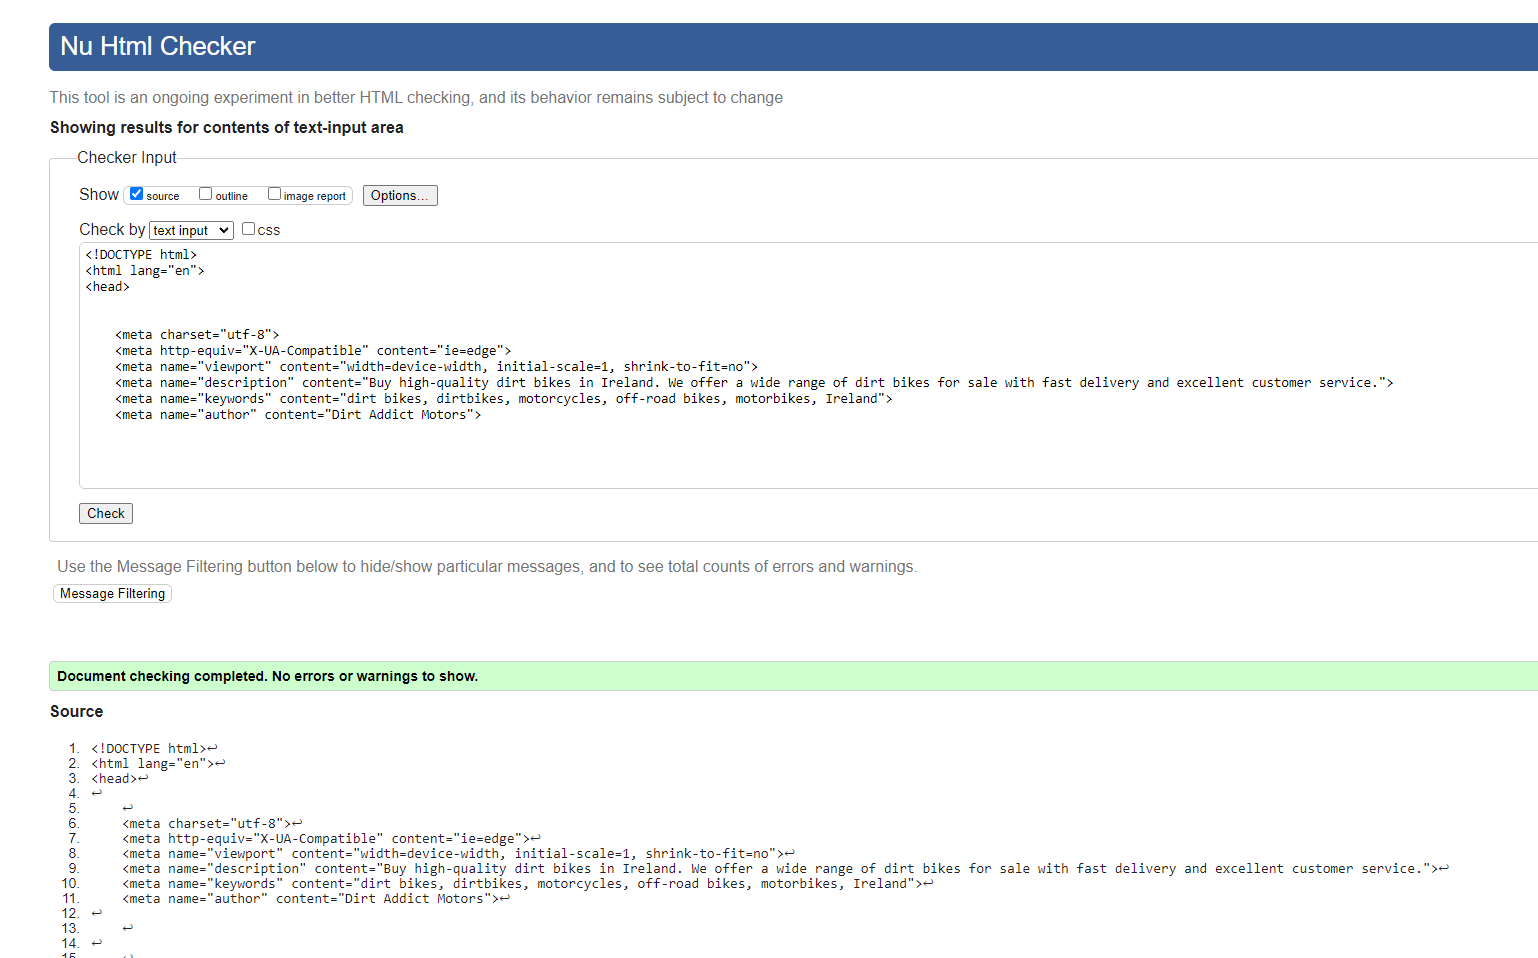 Nu Html Checker
This tool is an ongoing experiment in better HTML checking, and its behavior remains subject to change
Showing results for contents of text-input area
Checker Input
Show source outline image report Options...
Check by text input css
<!DOCTYPE html>
<html lang="en">
<head>
<meta charset="utf-8">
<meta http-equiv="X-UA-Compatible" content="ie=edge">
<meta name="viewport" content="width=device-width, initial-scale=1, shrink-to-fit=no">
<meta name="description" content="Buy high-quality dirt bikes in Ireland. We offer a wide range of dirt bikes for sale with fast delivery and excellent customer service.">
<meta name="keywords" content="dirt bikes, dirtbikes, motorcycles, off-road bikes, motorbikes, Ireland">
<meta name="author" content="Dirt Addict Motors">
Check
Use the Message Filtering button below to hide/show particular messages, and to see total counts of errors and warnings.
Message Filtering
Document checking completed. No errors or warnings to show.
Source
1. <!DOCTYPE html>↩
2. <html lang="en">↩
3. <head>↩
4. ↩
5. ↩
6. <meta charset="utf-8">↩
7. <meta http-equiv="X-UA-Compatible" content="ie=edge">↩
8. <meta name="viewport" content="width=device-width, initial-scale=1, shrink-to-fit=no">↩
9. <meta name="description" content="Buy high-quality dirt bikes in Ireland. We offer a wide range of dirt bikes for sale with fast delivery and excellent customer service.">↩
10. <meta name="keywords" content="dirt bikes, dirtbikes, motorcycles, off-road bikes, motorbikes, Ireland">↩
11. <meta name="author" content="Dirt Addict Motors">↩
12. ↩
13. ↩
14. ↩
15. ↩